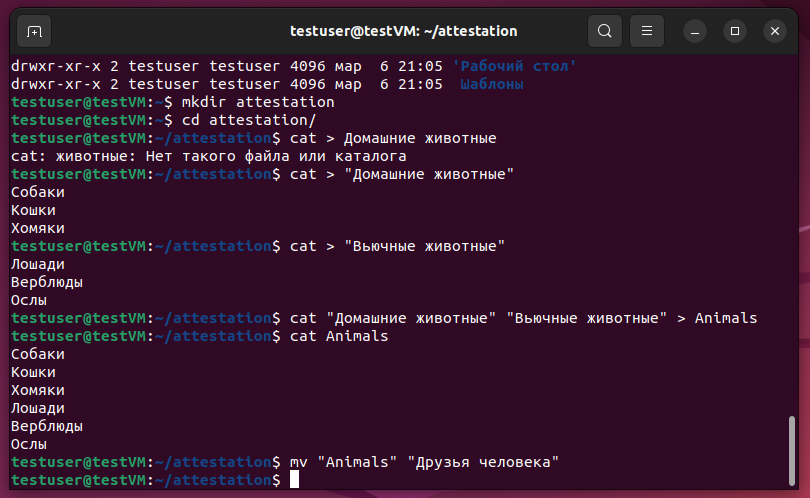 testuser@testVM: ~/attestation
drwxr-xr-x 2 testuser testuser 4096 мар  6 21:05 'Рабочий стол'
drwxr-xr-x 2 testuser testuser 4096 мар  6 21:05  Шаблоны
testuser@testVM:~$ mkdir attestation
testuser@testVM:~$ cd attestation/
testuser@testVM:~/attestation$ cat > Домашние животные
cat: животные: Нет такого файла или каталога
testuser@testVM:~/attestation$ cat > "Домашние животные"
Собаки
Кошки
Хомяки
testuser@testVM:~/attestation$ cat > "Вьючные животные"
Лошади
Верблюды
Ослы
testuser@testVM:~/attestation$ cat "Домашние животные" "Вьючные животные" > Animals
testuser@testVM:~/attestation$ cat Animals
Собаки
Кошки
Хомяки
Лошади
Верблюды
Ослы
testuser@testVM:~/attestation$ mv "Animals" "Друзья человека"
testuser@testVM:~/attestation$